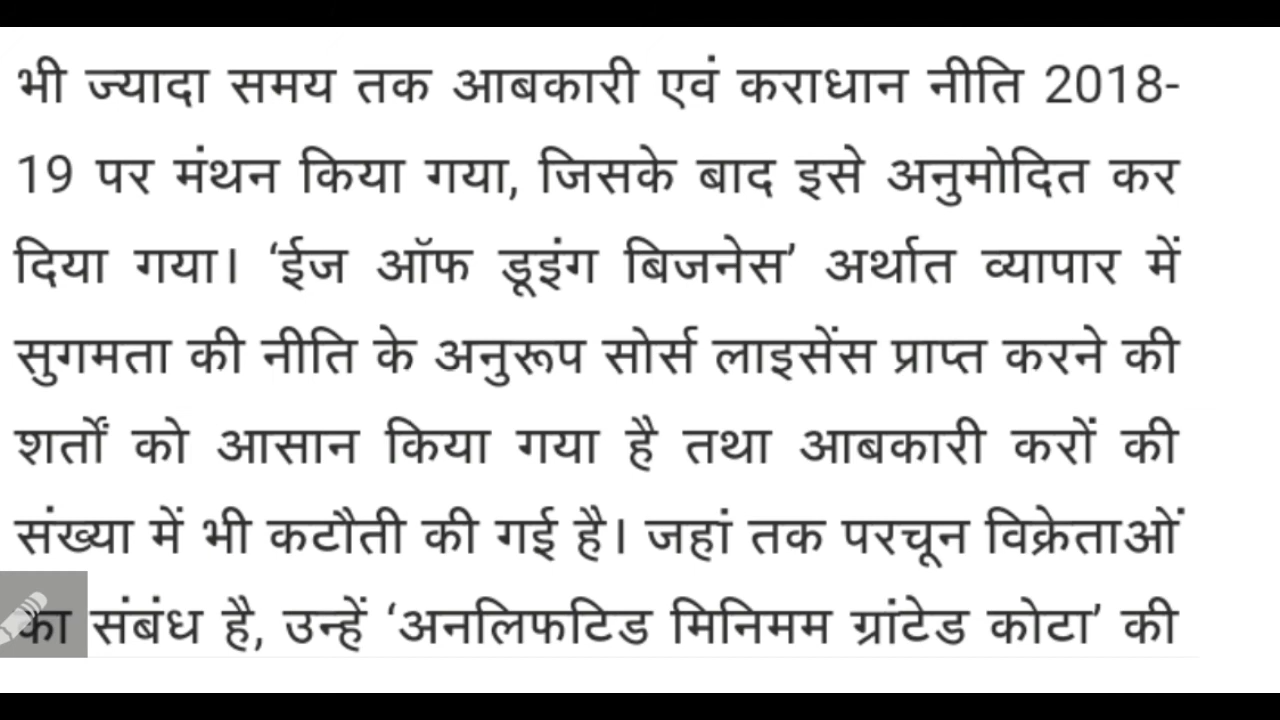 भी ज्यादा समय तक आबकारी एवं कराधान नीति 2018-
19 पर मंथन किया गया, जिसके बाद इसे अनुमोदित कर
दिया गया। ‘ईज ऑफ डूइंग बिजनेस’ अर्थात व्यापार में
सुगमता की नीति के अनुरूप सोर्स लाइसेंस प्राप्त करने की
शर्तों को आसान किया गया है तथा आबकारी करों की
संख्या में भी कटौती की गई है। जहां तक परचून विक्रेताओं
का संबंध है, उन्हें ‘अनलिफटिड मिनिमम ग्रांटेड कोटा’ की